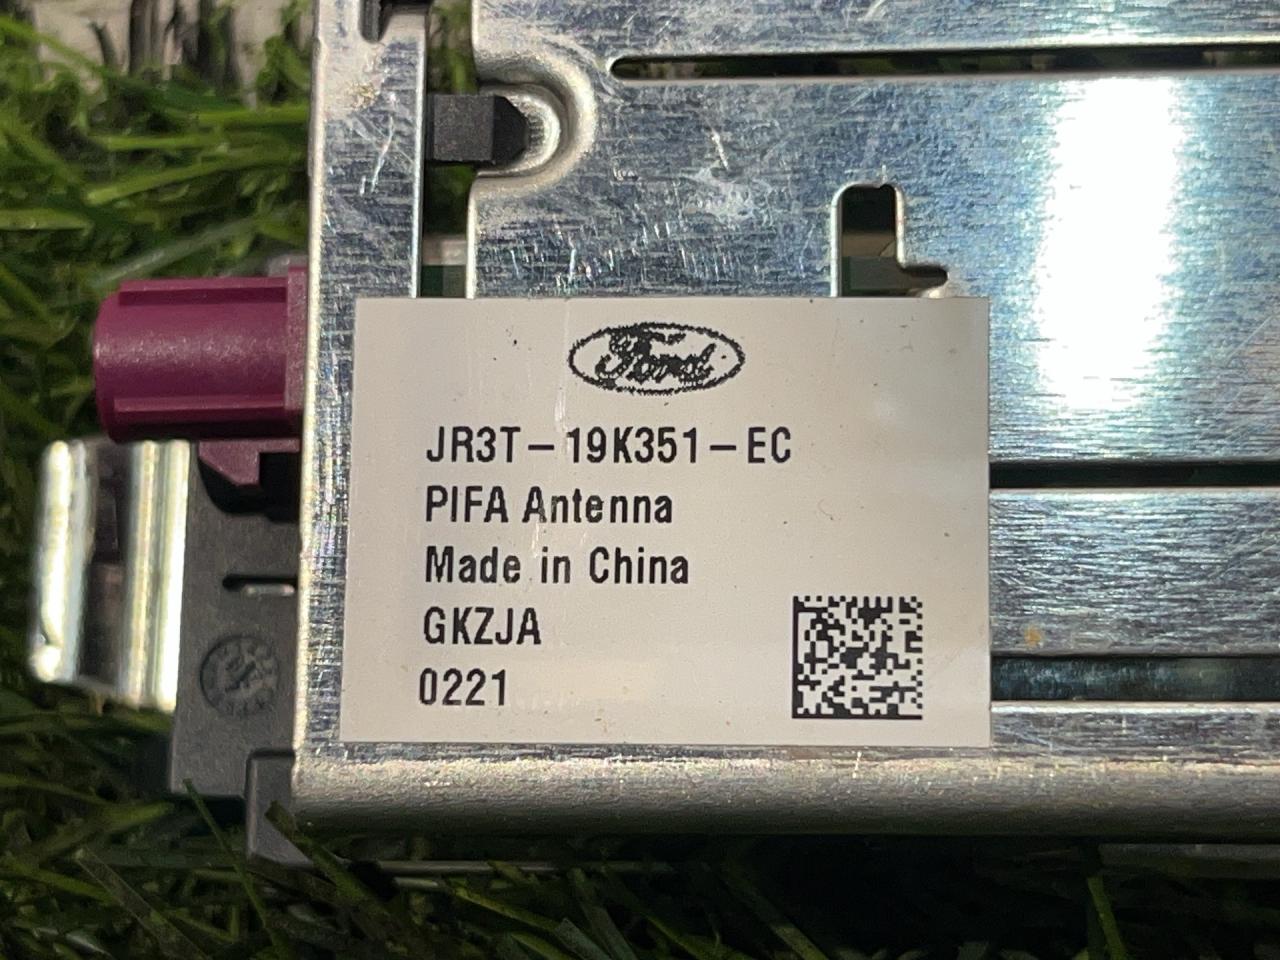 Ford
JR3T-19K351-EC
PIFA Antenna
Made in China
GKZJA
0221